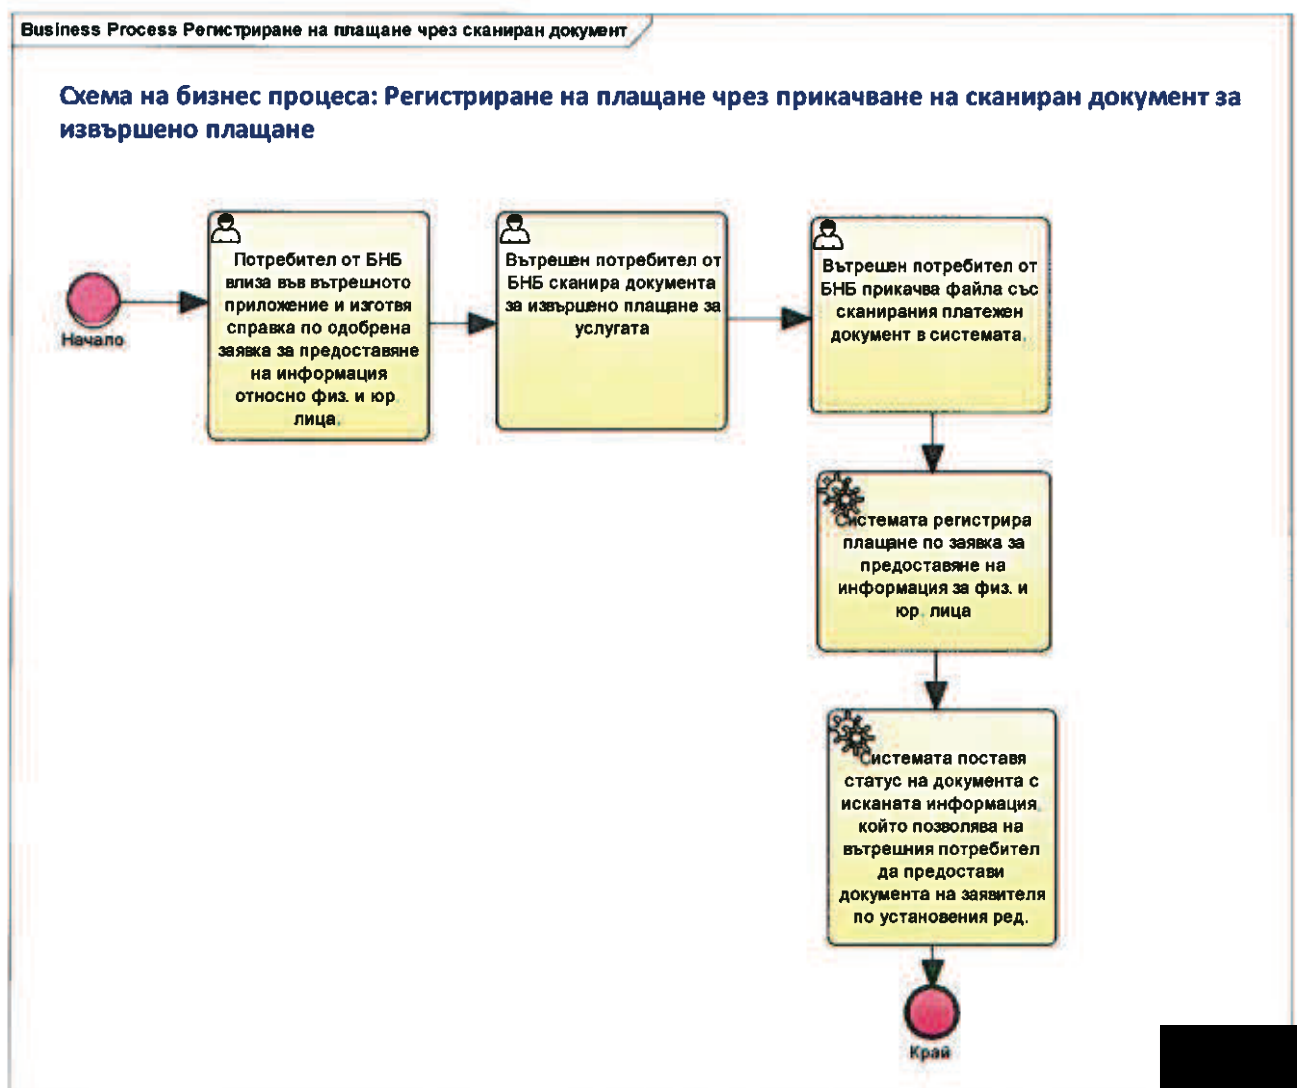 Business Process Регистриране на плащане чрез сканиран документ
Схема на бизнес процеса: Регистриране на плащане чрез прикачване на сканиран документ за
извършено плащане
Начало
Потребител от БНБ
влиза във вътрешното
приложение и изготвя
справка по одобрена
заявка за предоставяне
на информация
относно физ. и юр.
лица.
Вътрешен потребител от
БНБ сканира документа
за извършено плащане за
услугата
Вътрешен потребител от
БНБ прикачва файла със
сканирания платежен
документ в системата.
Системата регистрира
плащане по заявка за
предоставяне на
информация за физ. и
юр. лица
Системата поставя
статус на документа с
исканата информация,
който позволява на
вътрешния потребител
да предостави
документа на заявителя
по установения ред.
Край